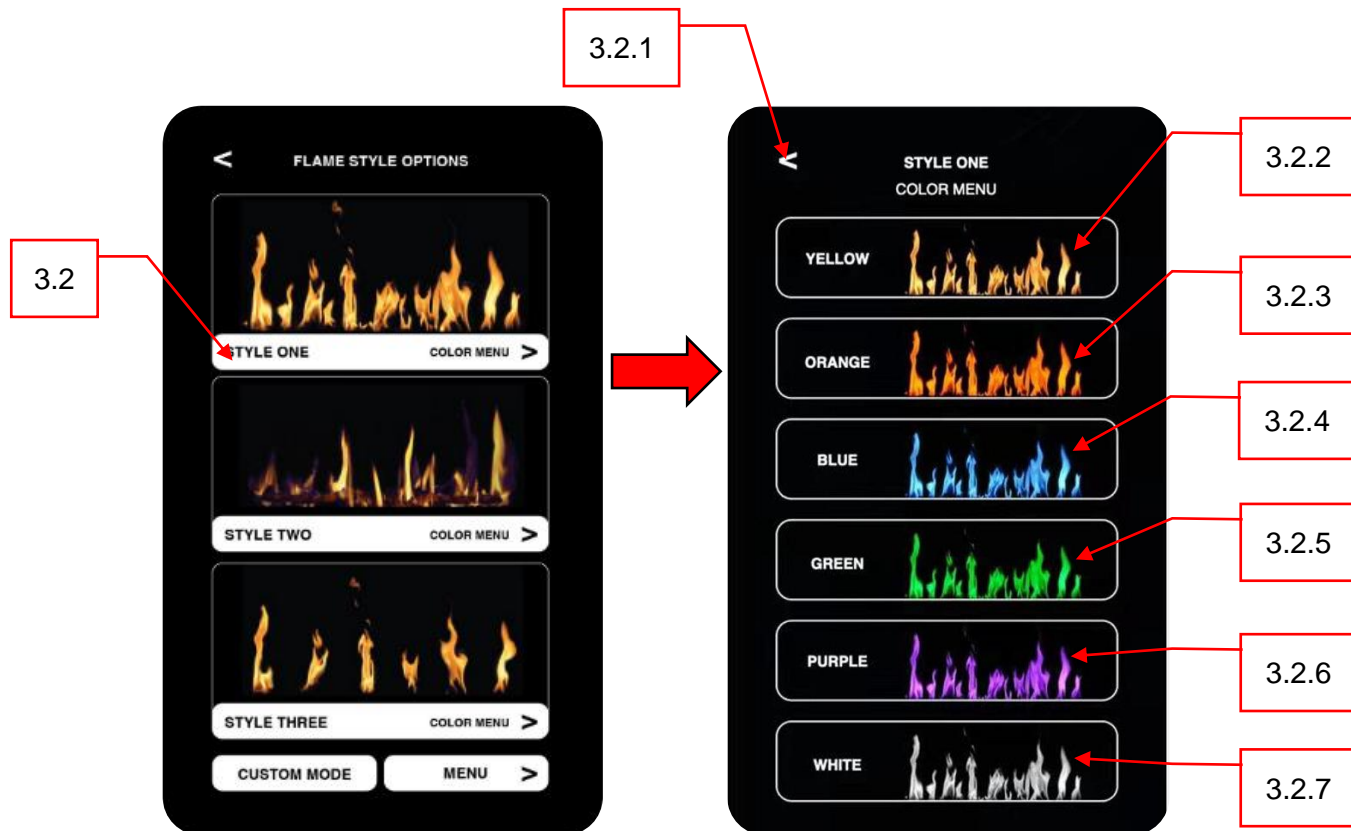 3.2.1
< FLAME STYLE OPTIONS
3.2
STYLE ONE COLOR MENU >
STYLE TWO COLOR MENU >
STYLE THREE COLOR MENU >
CUSTOM MODE MENU >
< STYLE ONE
COLOR MENU
YELLOW
ORANGE
BLUE
GREEN
PURPLE
WHITE
3.2.2
3.2.3
3.2.4
3.2.5
3.2.6
3.2.7